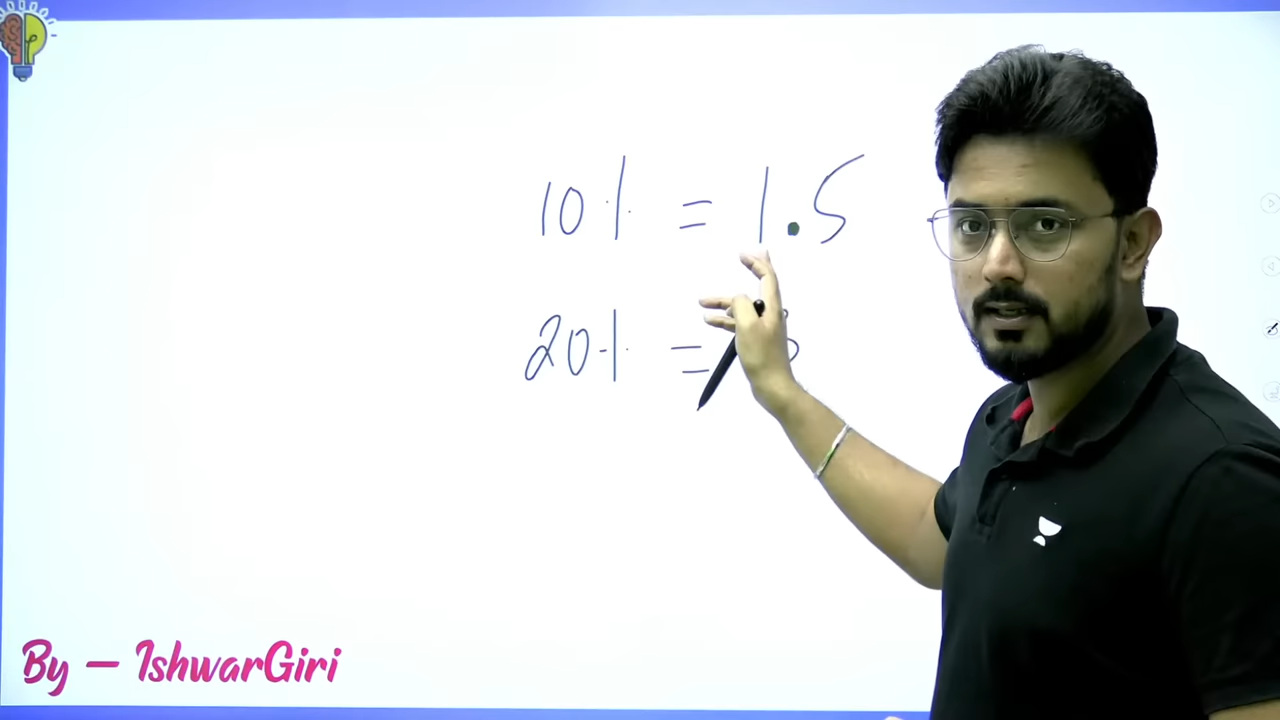 10% = 1.5
20% =
By — IshwarGiri